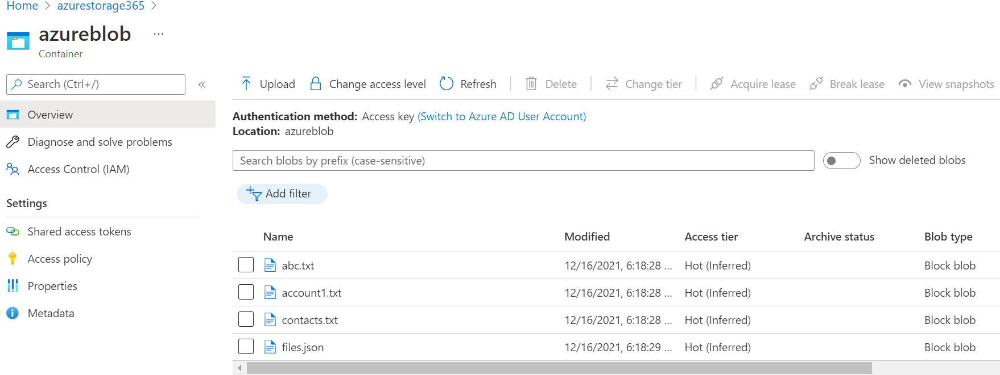 Home > azurestorage365 >
azureblob ...
Container
Search (Ctrl+/) «
Overview
Diagnose and solve problems
Access Control (IAM)
Settings
Shared access tokens
Access policy
Properties
Metadata
Upload Change access level Refresh Delete Change tier Acquire lease Break lease View snapshots
Authentication method: Access key (Switch to Azure AD User Account)
Location: azureblob
Search blobs by prefix (case-sensitive) Show deleted blobs
Add filter
Name Modified Access tier Archive status Blob type
abc.txt 12/16/2021, 6:18:28 ... Hot (Inferred) Block blob
account1.txt 12/16/2021, 6:18:28 ... Hot (Inferred) Block blob
contacts.txt 12/16/2021, 6:18:28 ... Hot (Inferred) Block blob
files.json 12/16/2021, 6:18:29 ... Hot (Inferred) Block blob